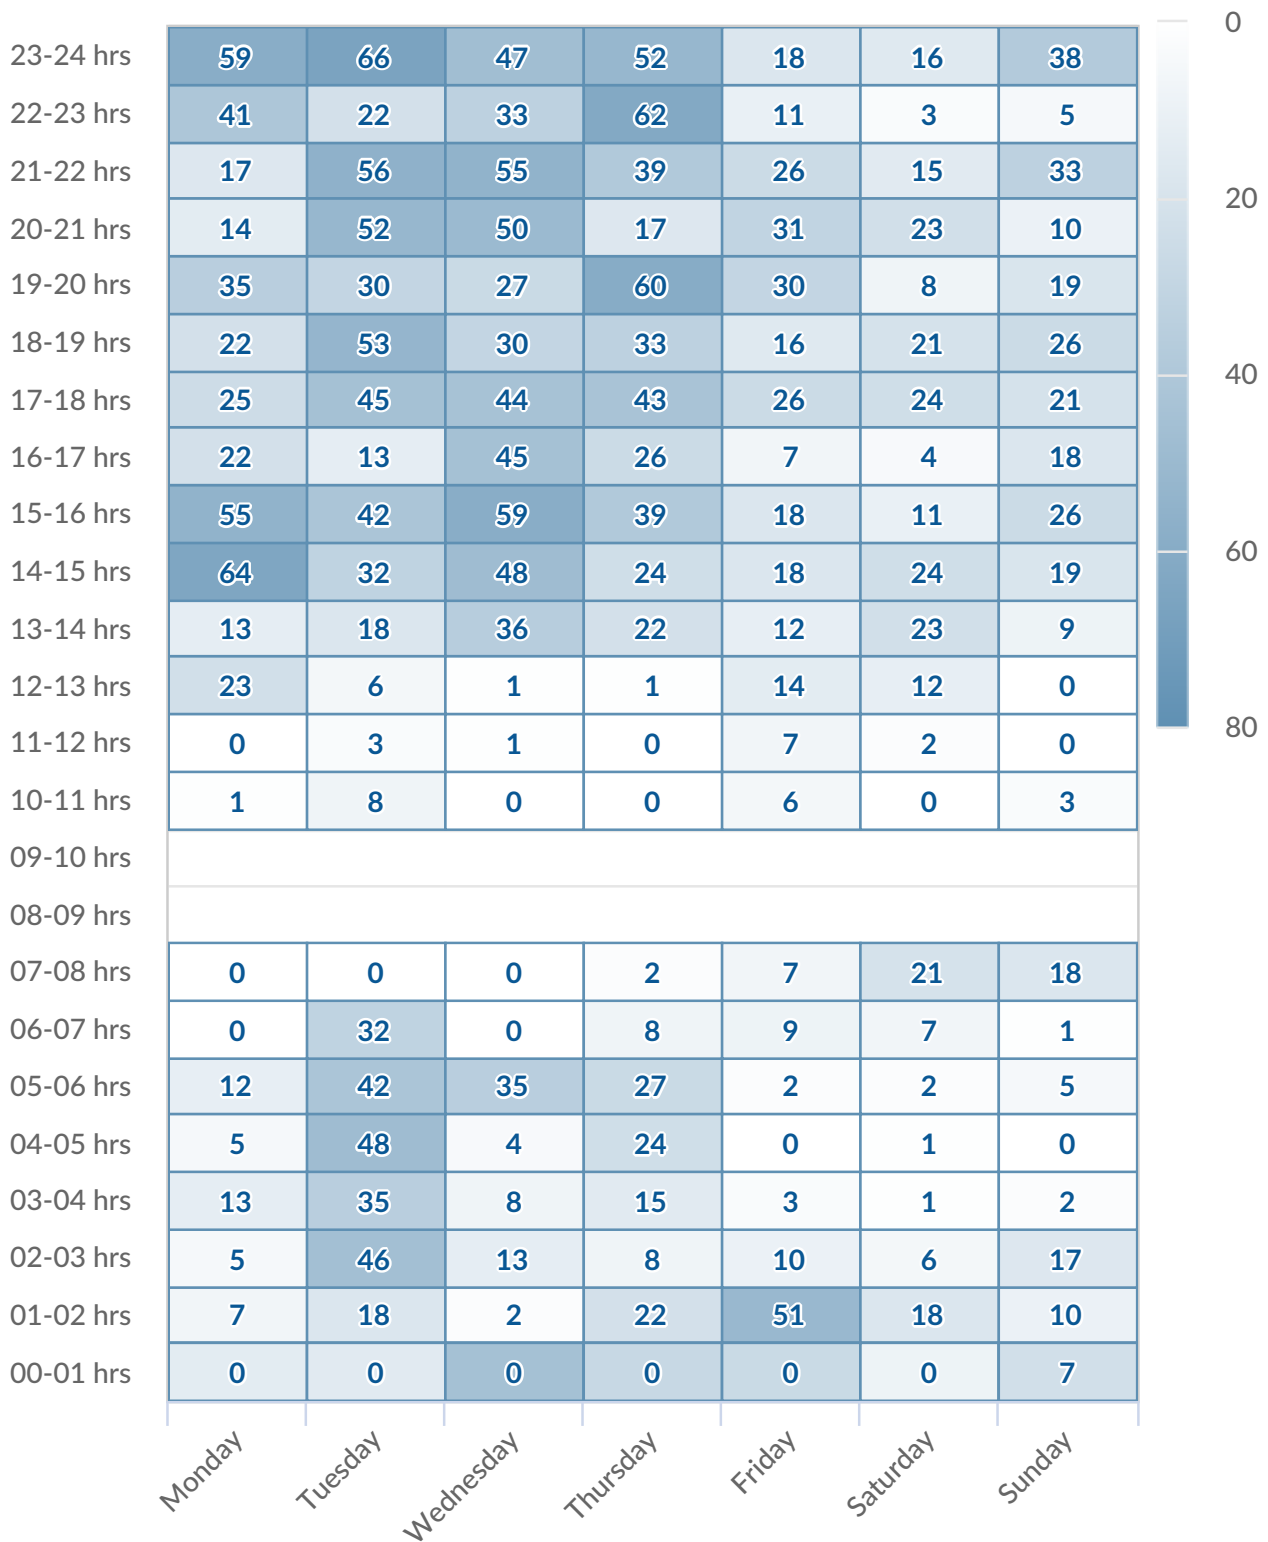 0
23-24 hrs 59 66 47 52 18 16 38
22-23 hrs 41 22 33 62 11 3 5
21-22 hrs 17 56 55 39 26 15 33
20
20-21 hrs 14 52 50 17 31 23 10
19-20 hrs 35 30 27 60 30 8 19
18-19 hrs 22 53 30 33 16 21 26
40
17-18 hrs 25 45 44 43 26 24 21
16-17 hrs 22 13 45 26 7 4 18
15-16 hrs 55 42 59 39 18 11 26
60
14-15 hrs 64 32 48 24 18 24 19
13-14 hrs 13 18 36 22 12 23 9
12-13 hrs 23 6 1 1 14 12 0
80
11-12 hrs 0 3 1 0 7 2 0
10-11 hrs 1 8 0 0 6 0 3
09-10 hrs
08-09 hrs
07-08 hrs 0 0 0 2 7 21 18
06-07 hrs 0 32 0 8 9 7 1
05-06 hrs 12 42 35 27 2 2 5
04-05 hrs 5 48 4 24 0 1 0
03-04 hrs 13 35 8 15 3 1 2
02-03 hrs 5 46 13 8 10 6 17
01-02 hrs 7 18 2 22 51 18 10
00-01 hrs 0 0 0 0 0 0 7
Monday Tuesday Wednesday Thursday Friday Saturday Sunday